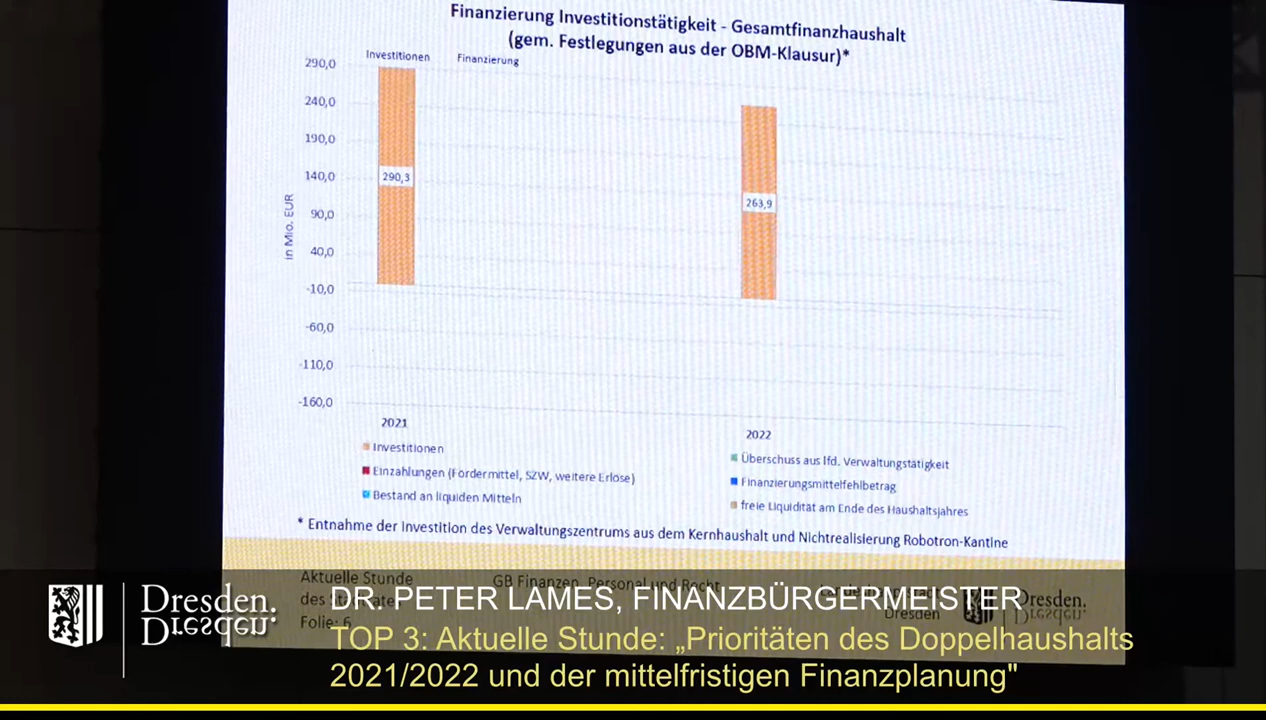 Finanzierung Investitionstätigkeit - Gesamtfinanzhaushalt
(gem. Festlegungen aus der OBM-Klausur)*
Investitionen Finanzierung
290,0
240,0
190,0
140,0
90,0
40,0
-10,0
-60,0
-110,0
-160,0
in Mio. EUR
290,3
263,9
2021
2022
Investitionen
Einzahlungen (Fördermittel, SZW, weitere Erlöse)
Bestand an liquiden Mitteln
Überschuss aus lfd. Verwaltungstätigkeit
Finanzierungsmittelfehlbetrag
freie Liquidität am Ende des Haushaltsjahres
* Entnahme der Investition des Verwaltungszentrums aus dem Kernhaushalt und Nichtrealisierung Robotron-Kantine
Aktuelle Stunde
des Stadtrates
Folie: 6
GB Finanzen, Personal und Recht
Dresden
Dresden.
Dresden.
Dresden.
Dresden.
DR. PETER LAMES, FINANZBÜRGERMEISTER
TOP 3: Aktuelle Stunde: „Prioritäten des Doppelhaushalts
2021/2022 und der mittelfristigen Finanzplanung"